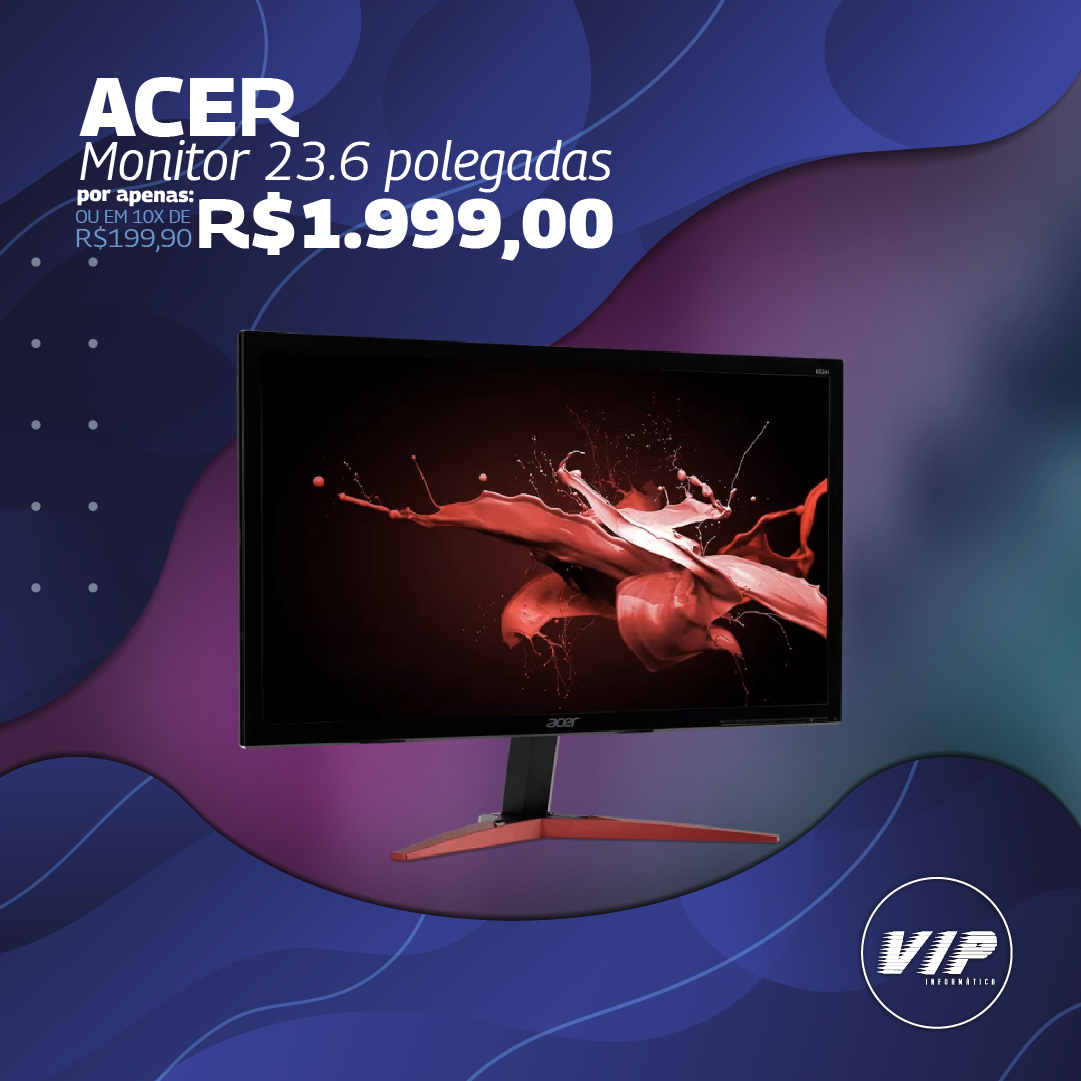 ACER
Monitor 23.6 polegadas
por apenas:
OU EM 10X DE
R$199,90
R$1.999,00
acer
VIP
INFORMÁTICA